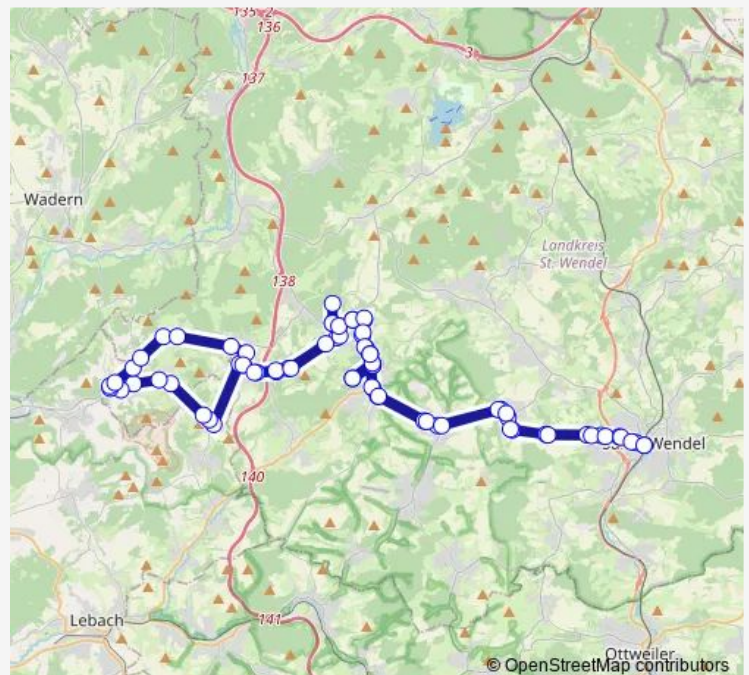 135 2
136
3
137
Wadern
Landkreis
St. Wendel
138
Wendel
140
Lebach
141
Ottweiler
© OpenStreetMap contributors